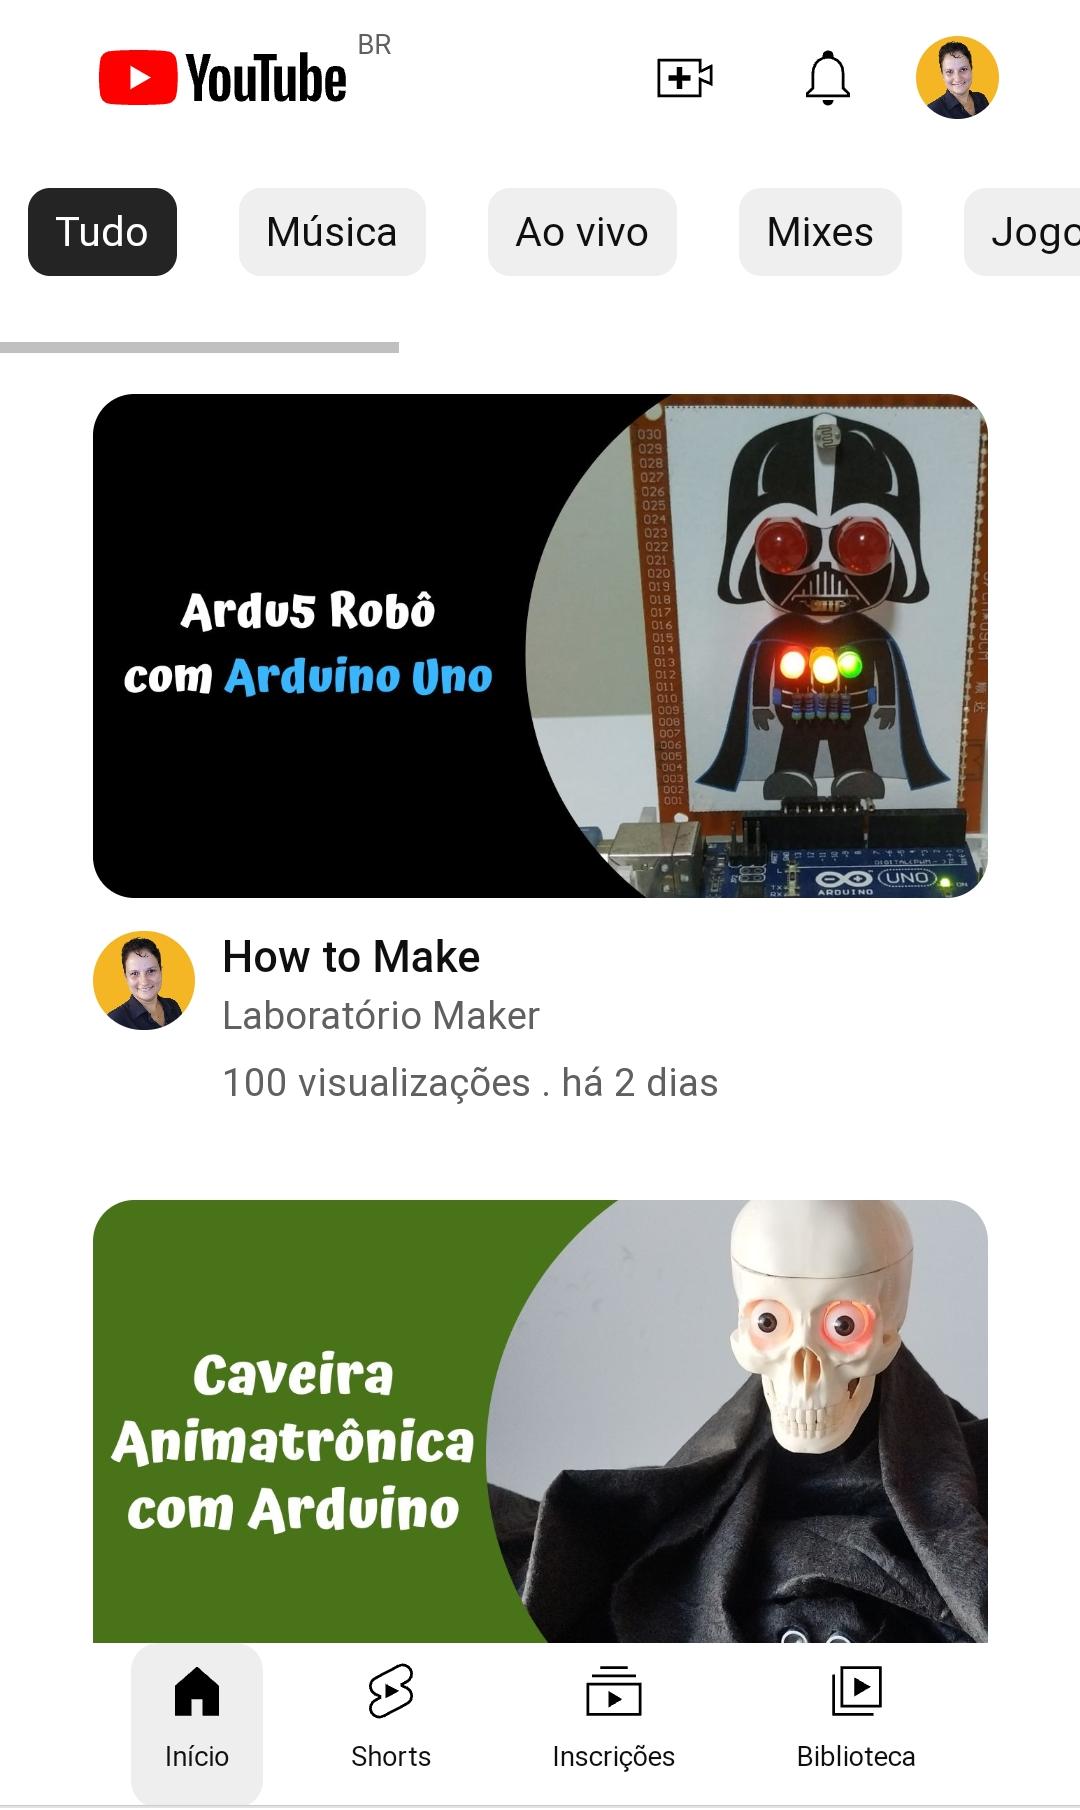 YouTube BR
Tudo
Música
Ao vivo
Mixes
Jogo
Ardu5 Robô
com Arduino Uno
030
029
028
027
026
025
024
023
022
021
020
019
018
017
016
015
014
013
012
011
010
009
008
007
006
005
004
003
002
001
DIGITAL(PWM~)
UNO
ARDUINO
ON
How to Make
Laboratório Maker
100 visualizações . há 2 dias
Caveira
Animatrônica
com Arduino
Início
Shorts
Inscrições
Biblioteca